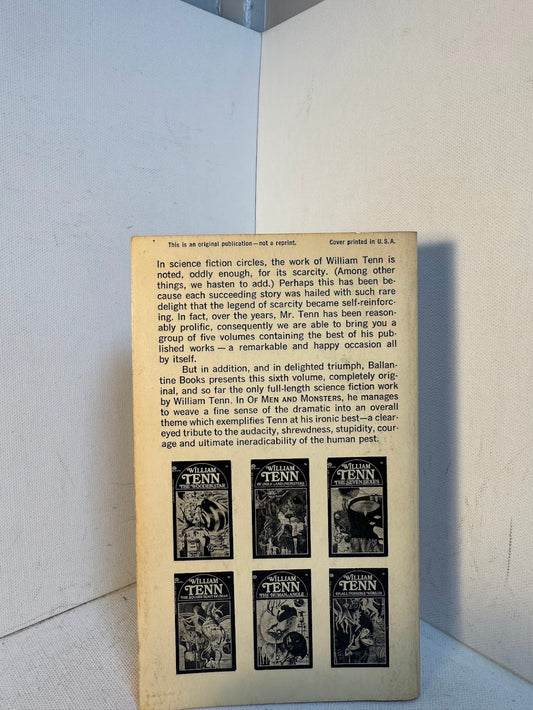 This is an original publication—not a reprint. Cover printed in U.S.A.
In science fiction circles, the work of William Tenn is
noted, oddly enough, for its scarcity. (Among other
things, we hasten to add.) Perhaps this has been be-
cause each succeeding story was hailed with such rare
delight that the legend of scarcity became self-reinforc-
ing. In fact, over the years, Mr. Tenn has been reason-
ably prolific, consequently we are able to bring you a
group of five volumes containing the best of his pub-
lished works — a remarkable and happy occasion all
by itself.
But in addition, and in delighted triumph, Ballan-
tine Books presents this sixth volume, completely orig-
inal, and so far the only full-length science fiction work
by William Tenn. In OF MEN AND MONSTERS, he manages
to weave a fine sense of the dramatic into an overall
theme which exemplifies Tenn at his ironic best—a clear-
eyed tribute to the audacity, shrewdness, stupidity, cour-
age and ultimate ineradicability of the human pest.
WILLIAM
TENN
THE WOODEN STAR
WILLIAM
TENN
OF MEN AND MONSTERS
WILLIAM
TENN
THE SEVEN SEXES
WILLIAM
TENN
THE SQUARE ROOT OF MAN
WILLIAM
TENN
THE HUMAN ANGLE
WILLIAM
TENN
OF ALL POSSIBLE WORLDS